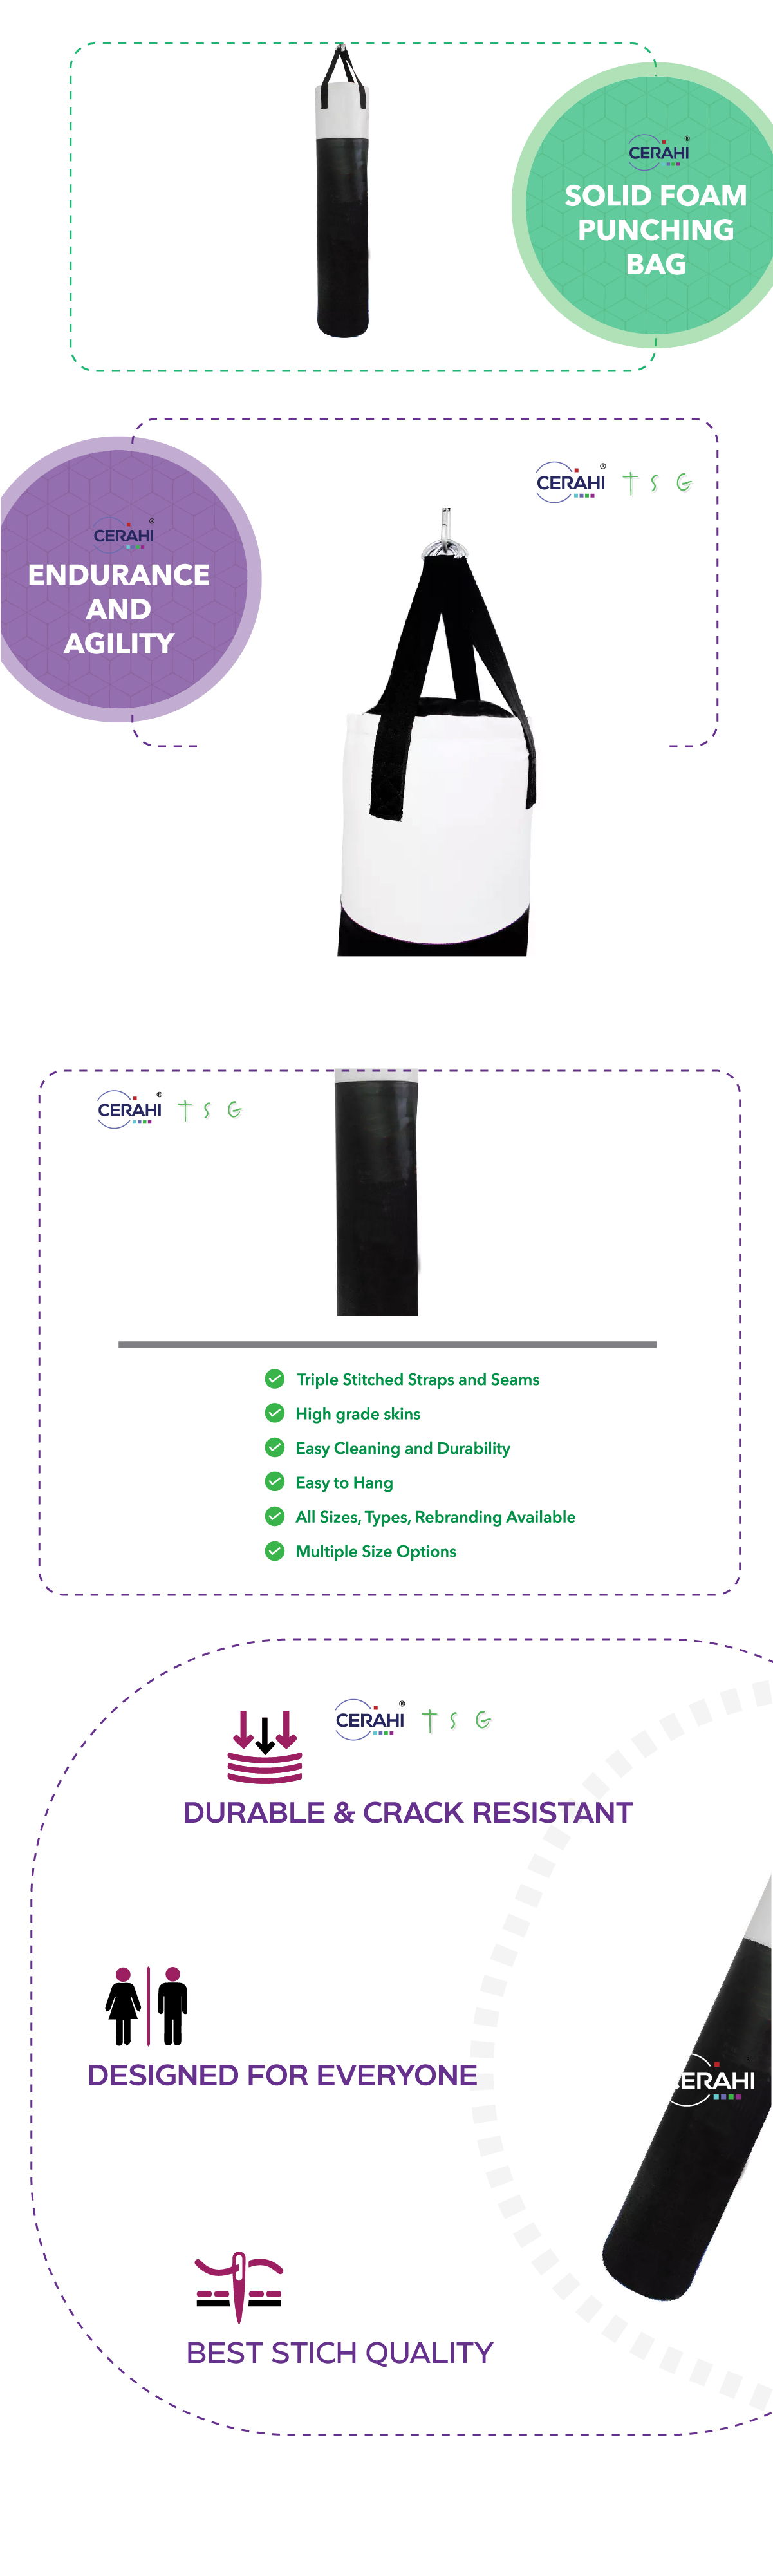 CERAHI ®
SOLID FOAM
PUNCHING
BAG
CERAHI ® T S G
CERAHI ®
ENDURANCE
AND
AGILITY
CERAHI ® T S G
Triple Stitched Straps and Seams
High grade skins
Easy Cleaning and Durability
Easy to Hang
All Sizes, Types, Rebranding Available
Multiple Size Options
CERAHI ® T S G
DURABLE & CRACK RESISTANT
DESIGNED FOR EVERYONE
CERAHI
BEST STICH QUALITY